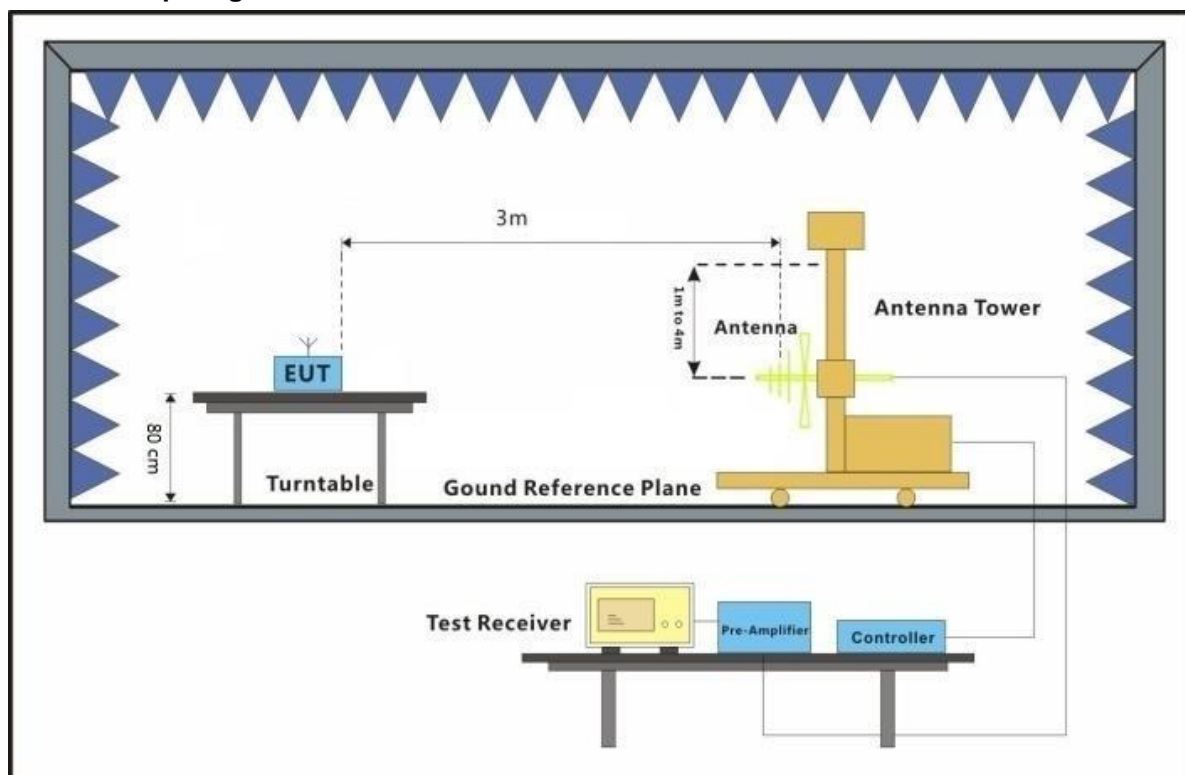 3m
1m to 4m
Antenna
Antenna Tower
EUT
80 cm
Turntable
Gound Reference Plane
Test Receiver
Pre-Amplifier
Controller